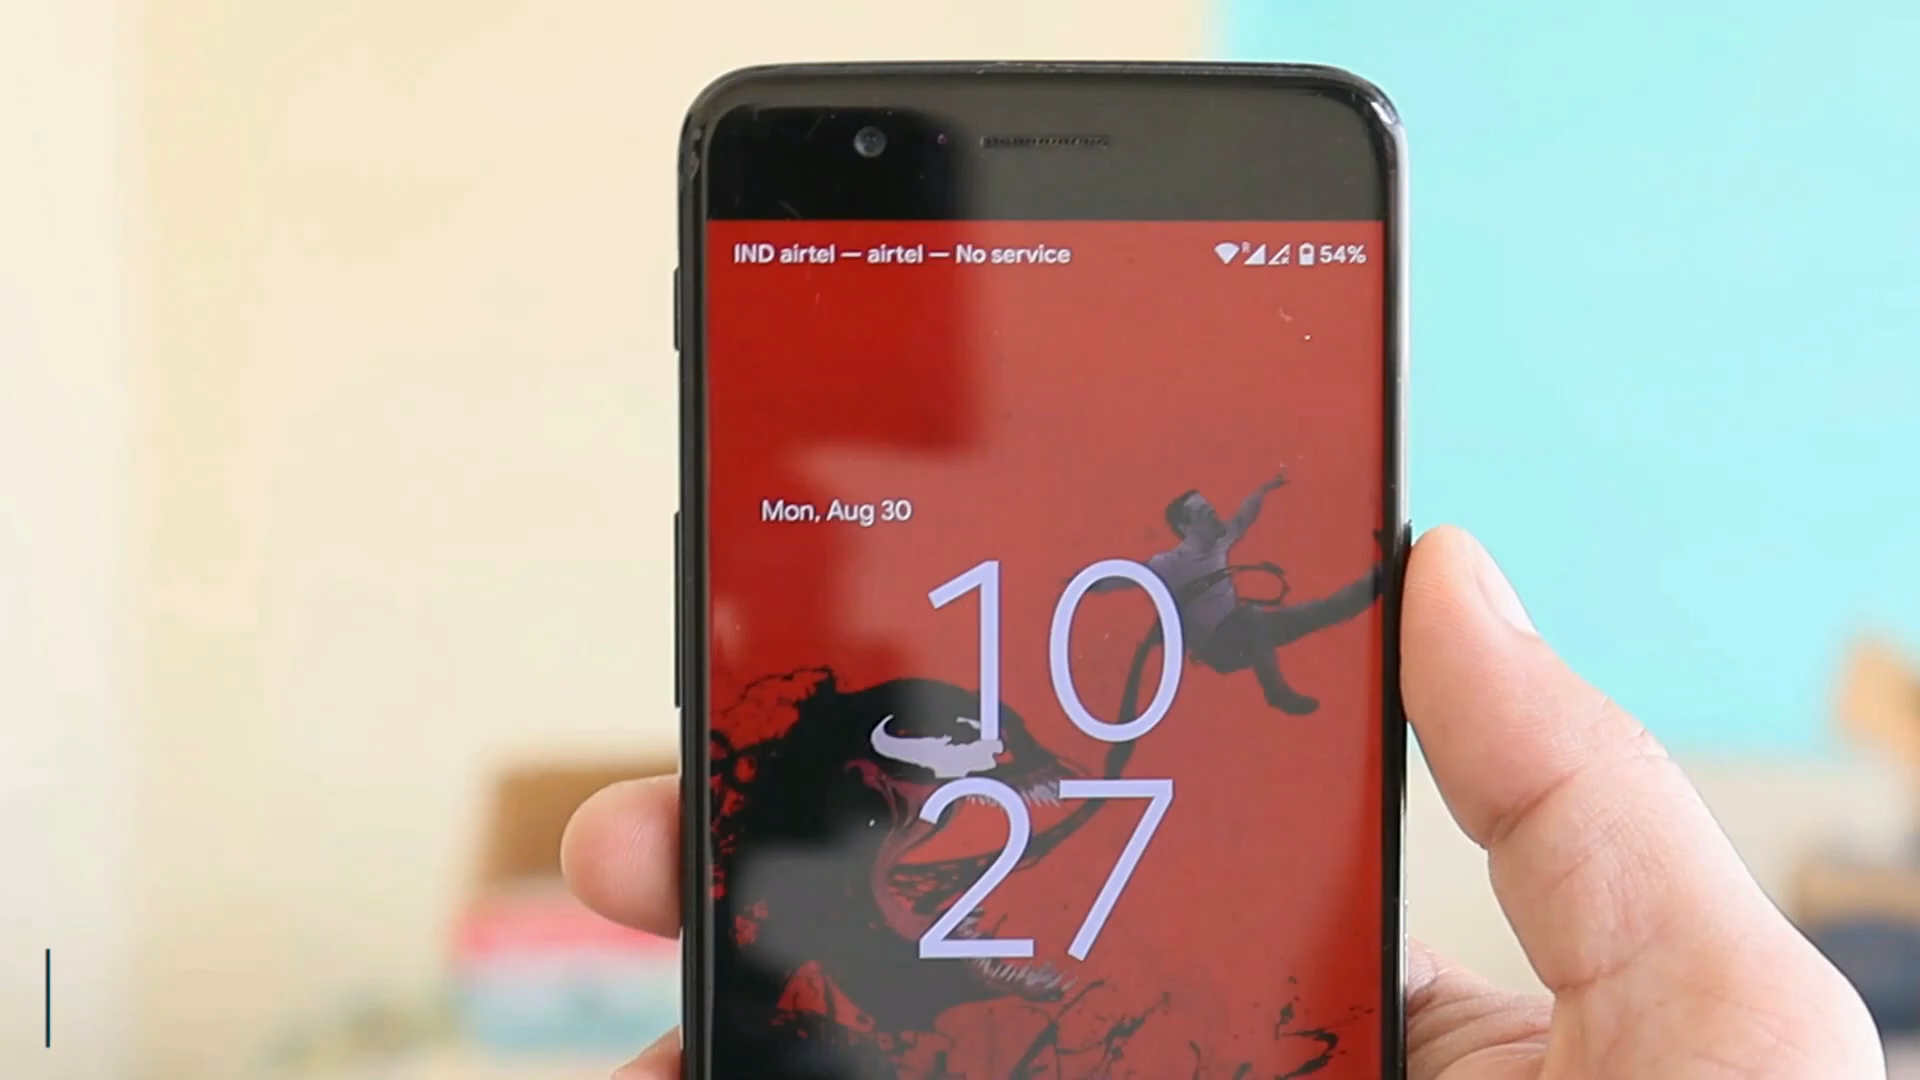 IND airtel — airtel — No service
R 54%
Mon, Aug 30
10
27